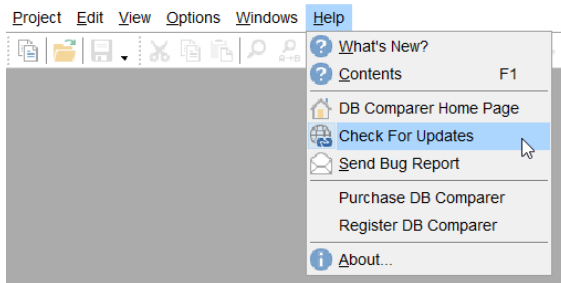 Project Edit View Options Windows Help
A→B
What's New?
Contents F1
DB Comparer Home Page
Check For Updates
Send Bug Report
Purchase DB Comparer
Register DB Comparer
About...